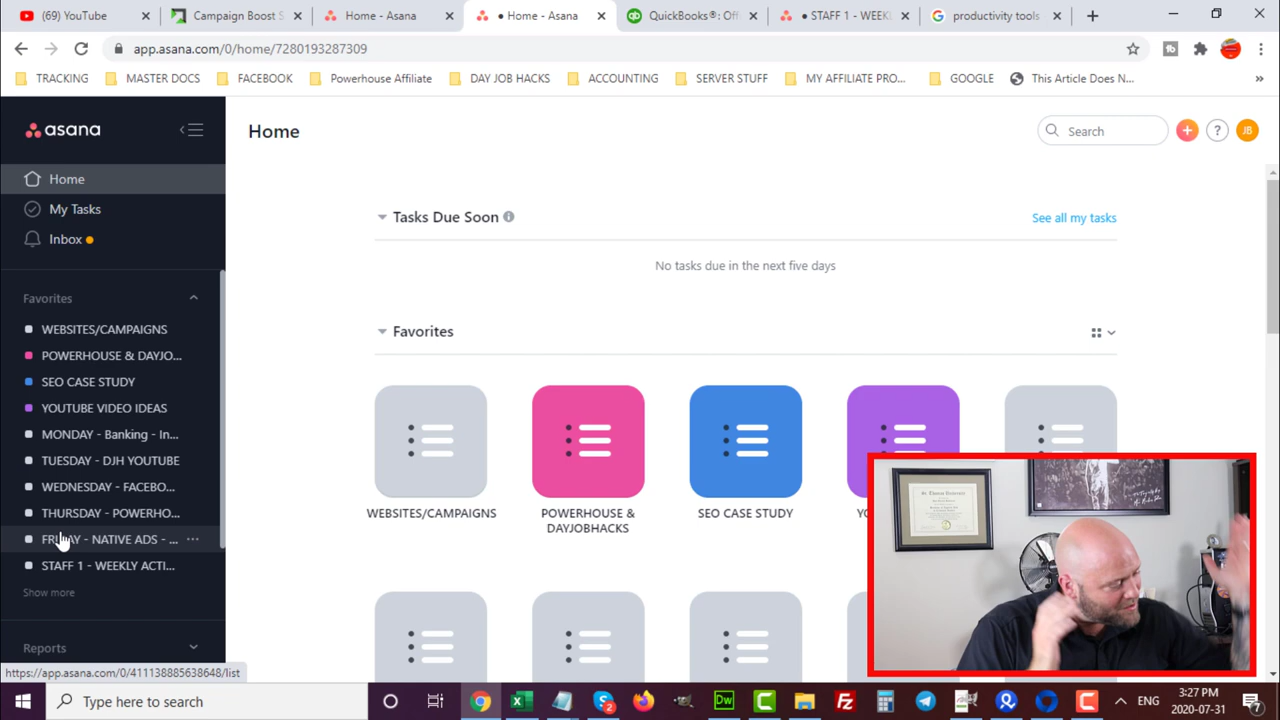 (3) YouTube
Campaign Boost S
Home - Asana
• Home - Asana
QuickBooks®: Off
• STAFF 1 - WEEKL
productivity tools
app.asana.com/0/home/7280193287309
TRACKING
MASTER DOCS
FACEBOOK
Powerhouse Affiliate
DAY JOB HACKS
ACCOUNTING
SERVER STUFF
MY AFFILIATE PRO...
GOOGLE
This Article Does N...
»
asana
Home
Search
?
JB
Home
My Tasks
Inbox
Tasks Due Soon
See all my tasks
No tasks due in the next five days
Favorites
WEBSITES/CAMPAIGNS
POWERHOUSE & DAYJO...
SEO CASE STUDY
YOUTUBE VIDEO IDEAS
MONDAY - Banking - In...
TUESDAY - DJH YOUTUBE
WEDNESDAY - FACEBO...
THURSDAY - POWERHO...
FRIDAY - NATIVE ADS - ...
STAFF 1 - WEEKLY ACTI...
Show more
Reports
Favorites
WEBSITES/CAMPAIGNS
POWERHOUSE &
DAYJOBHACKS
SEO CASE STUDY
https://app.asana.com/0/411138885638648/list
Type here to search
ENG
3:27 PM
2020-07-31